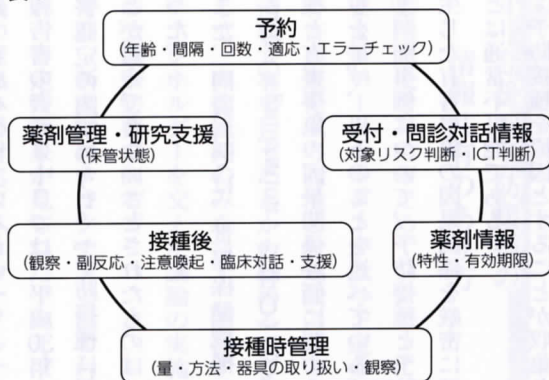 予約
(年齢・間隔・回数・適応・エラーチェック)
薬剤管理・研究支援
(保管状態)
受付・問診対話情報
(対象リスク判断・ICT判断)
接種後
(観察・副反応・注意喚起・臨床対話・支援)
薬剤情報
(特性・有効期限)
接種時管理
(量・方法・器具の取り扱い・観察)